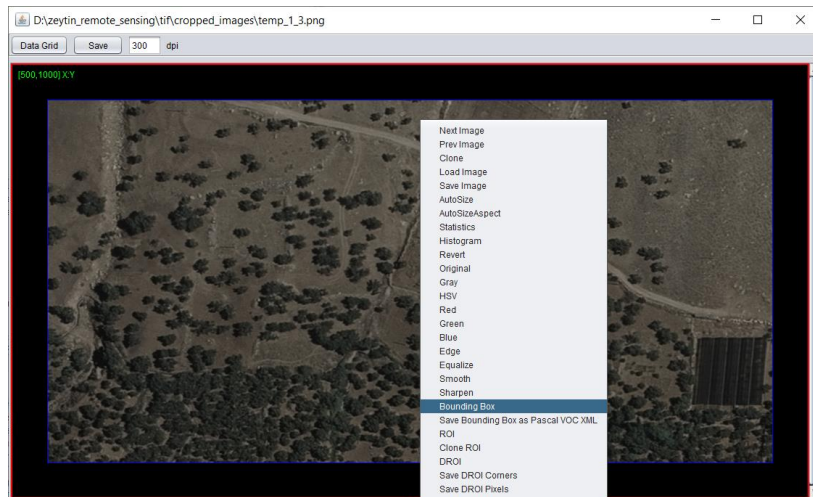 D:\zeytin_remote_sensing\tif\cropped_images\temp_1_3.png
Data Grid Save 300 dpi
[500,1000] X:Y
Next Image
Prev Image
Clone
Load Image
Save Image
AutoSize
AutoSizeAspect
Statistics
Histogram
Revert
Original
Gray
HSV
Red
Green
Blue
Edge
Equalize
Smooth
Sharpen
Bounding Box
Save Bounding Box as Pascal VOC XML
ROI
Clone ROI
DROI
Save DROI Corners
Save DROI Pixels